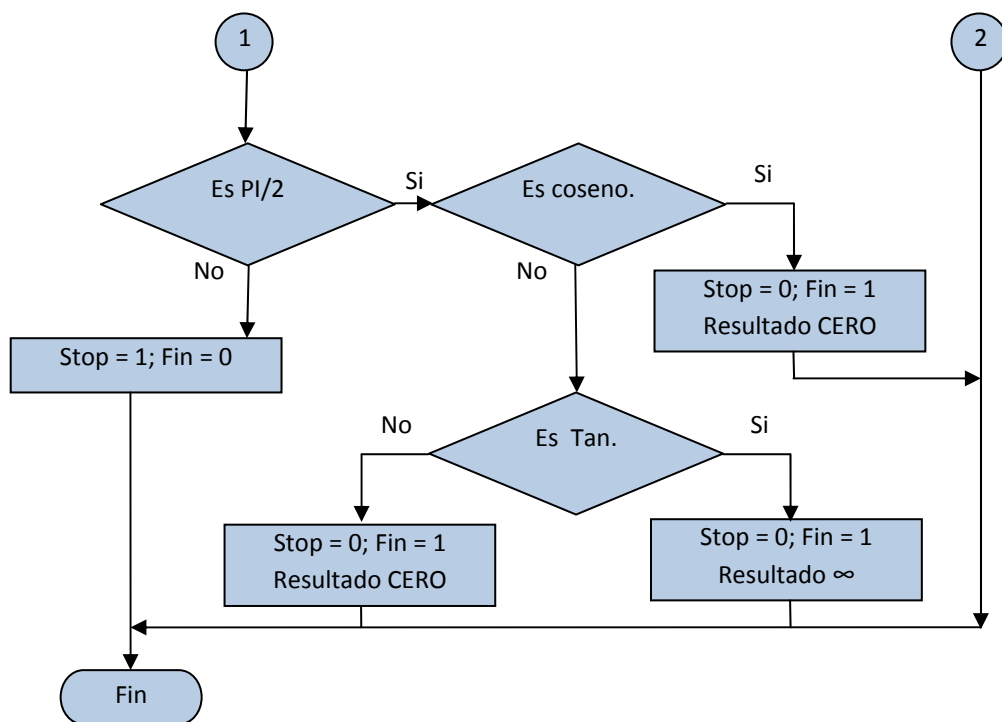 1
2
Es PI/2
Si
Es coseno.
Si
No
No
Stop = 0; Fin = 1
Resultado CERO
Stop = 1; Fin = 0
No
Es Tan.
Si
Stop = 0; Fin = 1
Resultado CERO
Stop = 0; Fin = 1
Resultado ∞
Fin